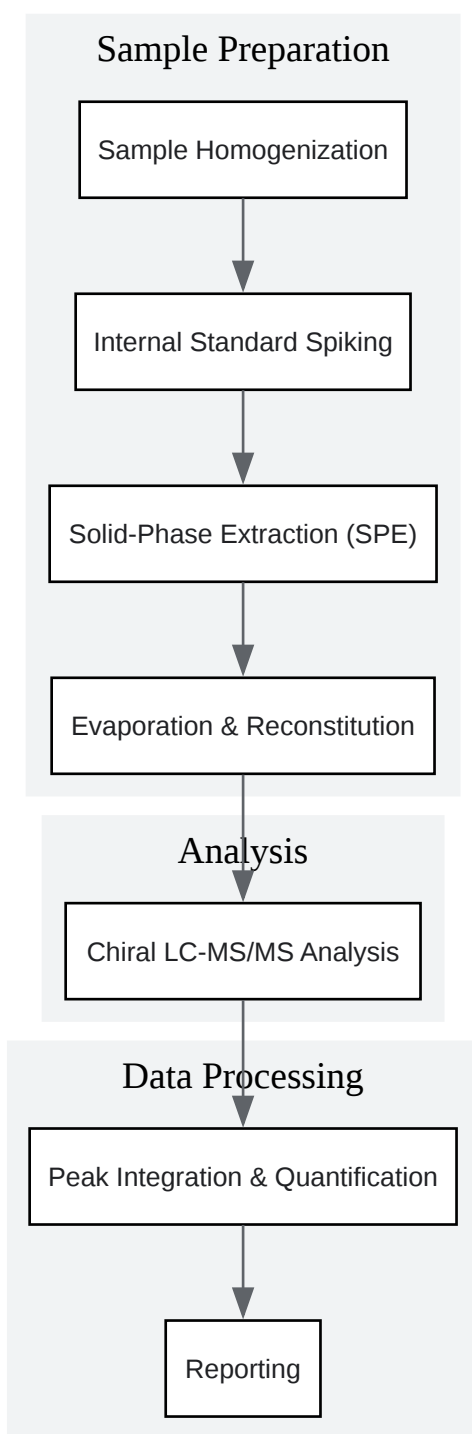 Sample Preparation
Sample Homogenization
Internal Standard Spiking
Solid-Phase Extraction (SPE)
Evaporation & Reconstitution
Analysis
Chiral LC-MS/MS Analysis
Data Processing
Peak Integration & Quantification
Reporting